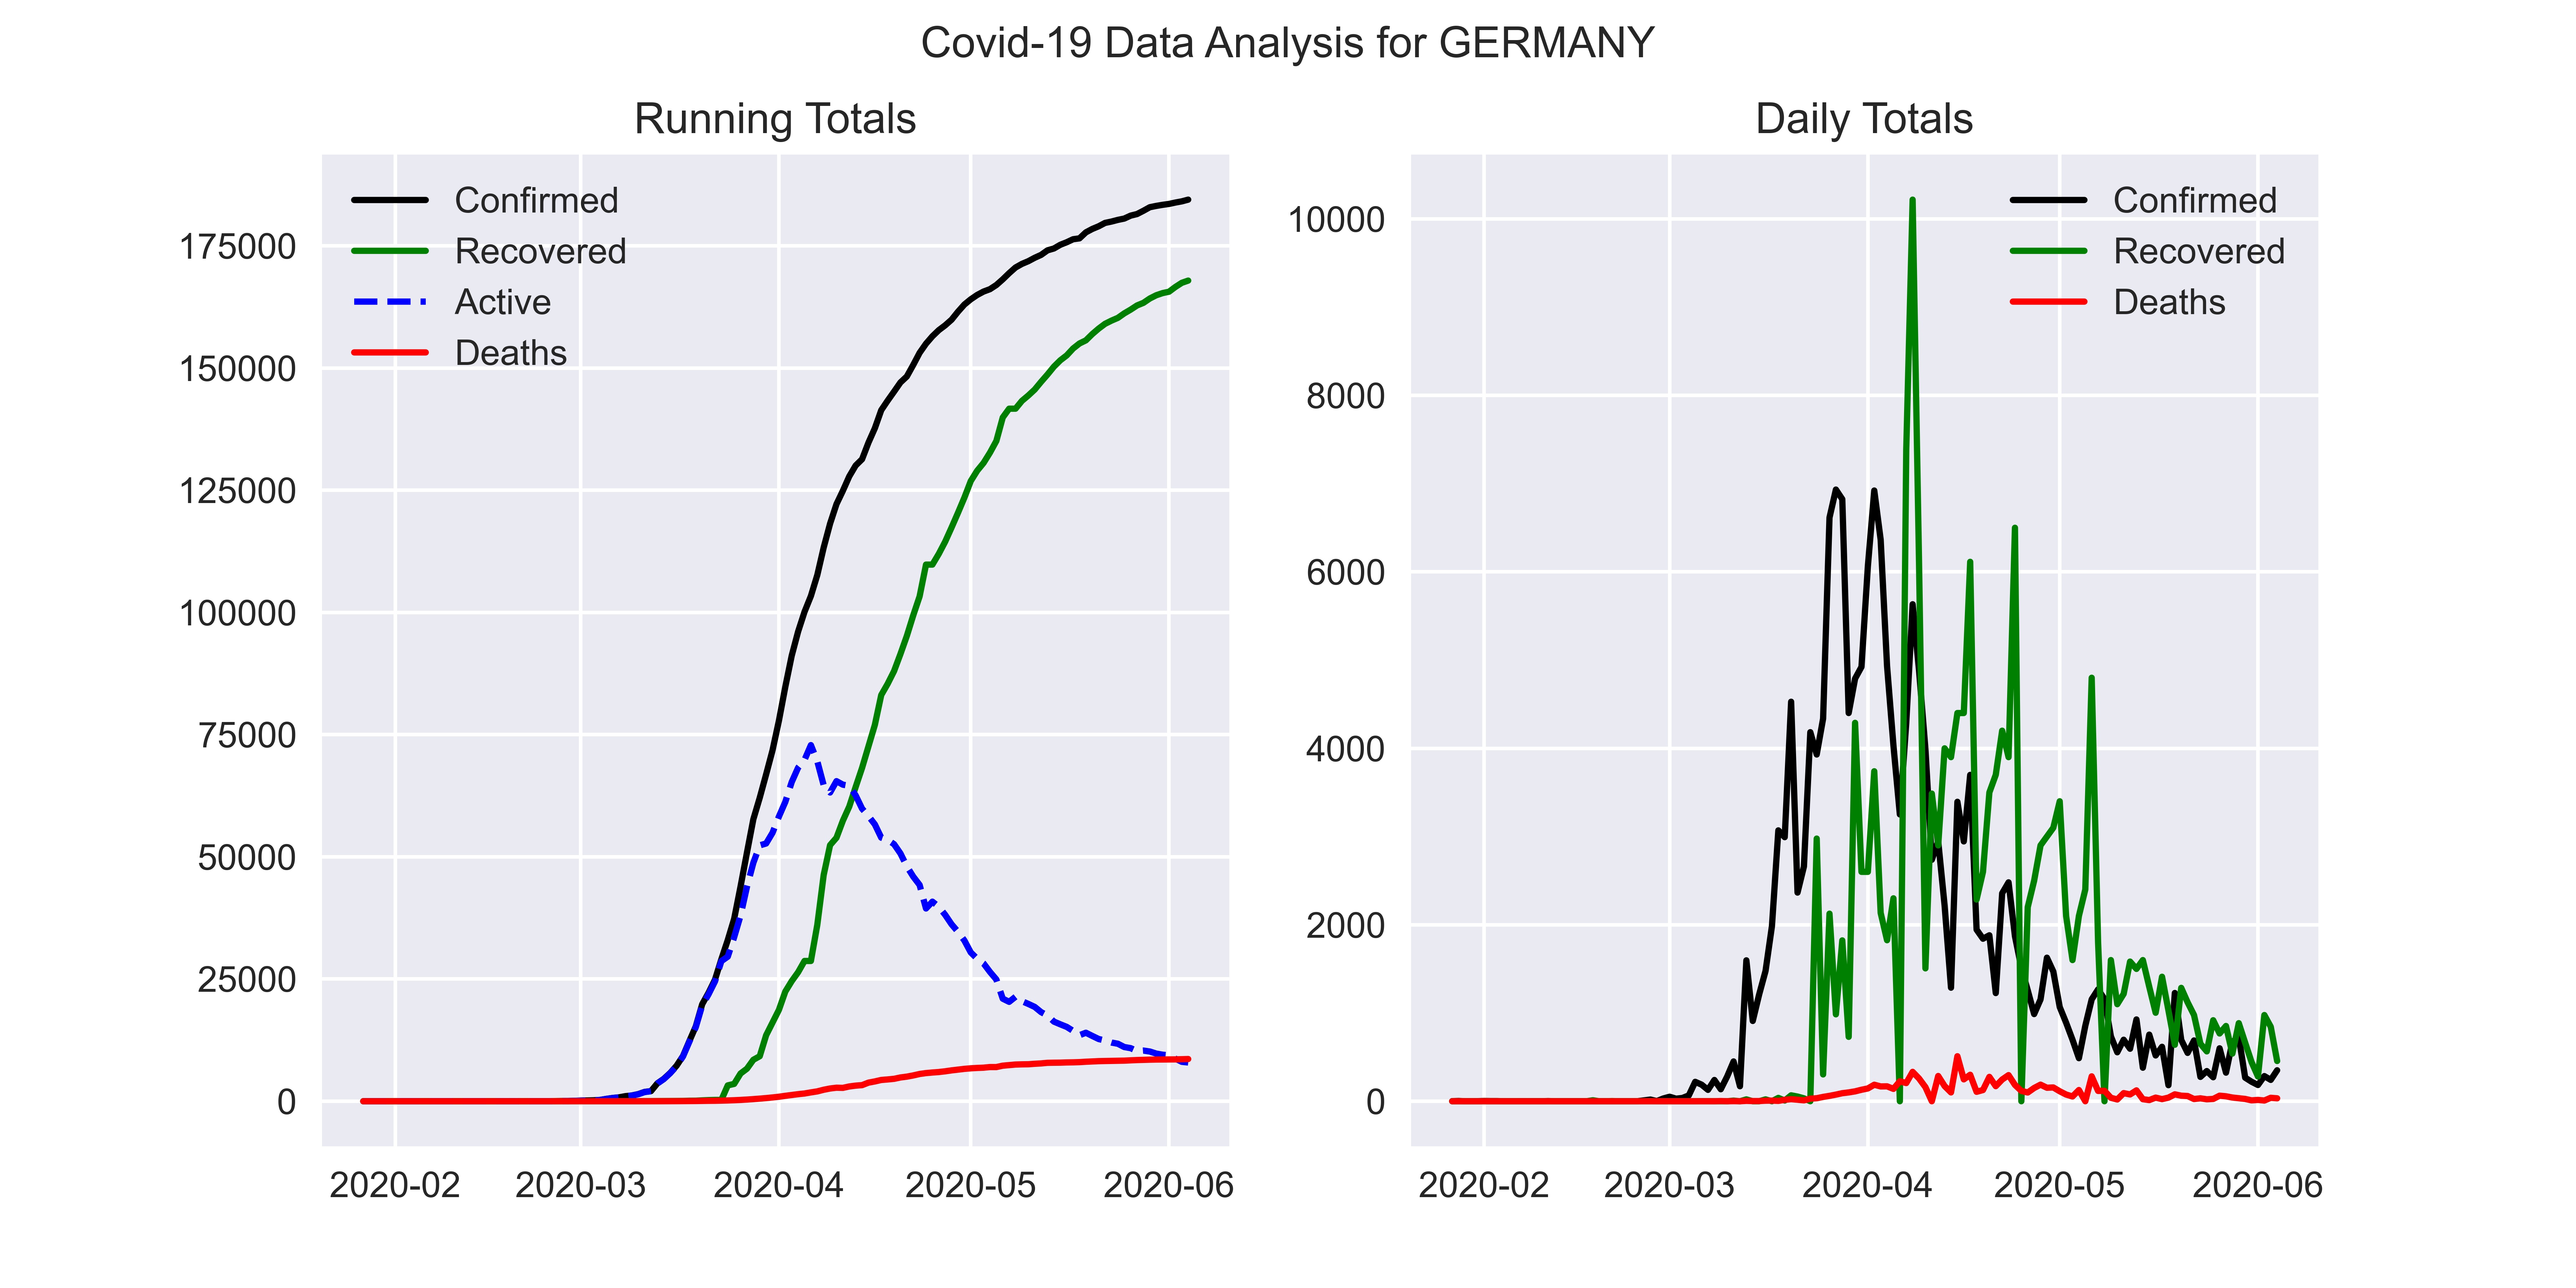 Covid-19 Data Analysis for GERMANY
Running Totals
Confirmed
Recovered
Active
Deaths
175000
150000
125000
100000
75000
50000
25000
0
2020-02 2020-03 2020-04 2020-05 2020-06
Daily Totals
Confirmed
Recovered
Deaths
10000
8000
6000
4000
2000
0
2020-02 2020-03 2020-04 2020-05 2020-06